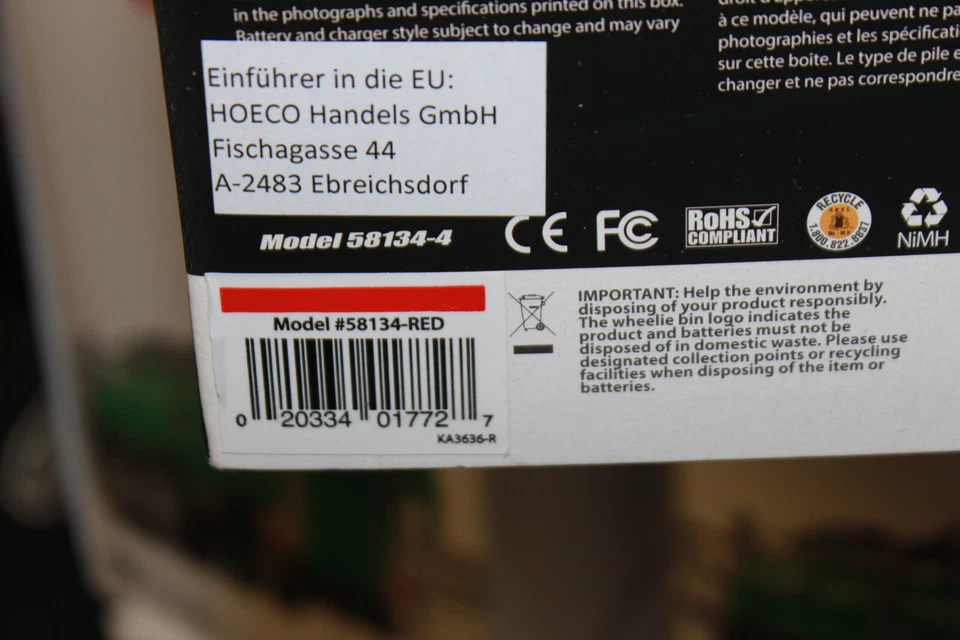 in the photographs and specifications printed on this box.
Battery and charger style subject to change and may vary
à ce modèle, qui peuvent ne
photographies et les
sur cette boîte. Le type de pile
changer et ne pas
Einführer in die EU:
HOECO Handels GmbH
Fischagasse 44
A-2483 Ebreichsdorf
Model 58134-4
CE
FC
RoHS
COMPLIANT
RECYCLE
1.800.822.8837
NiMH
Model #58134-RED
0 20334 01772 7
KA3636-R
IMPORTANT: Help the environment by
disposing of your product responsibly.
The wheelie bin logo indicates the
product and batteries must not be
disposed of in domestic waste. Please use
designated collection points or recycling
facilities when disposing of the item or
batteries.